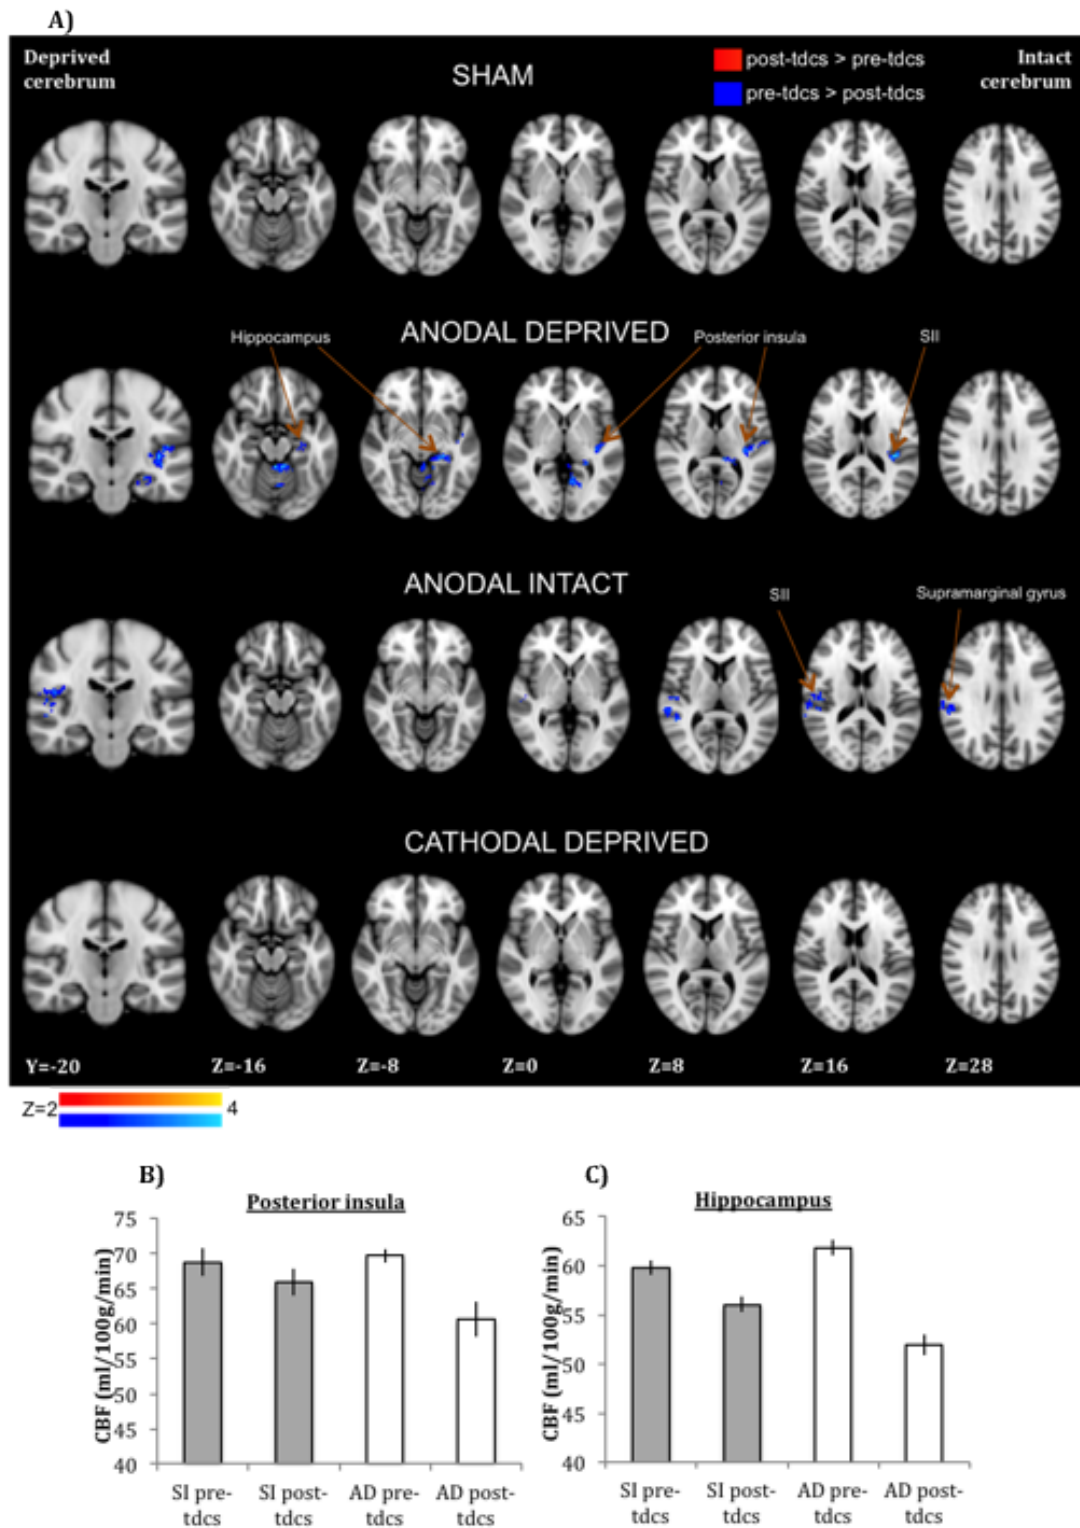 A)
Deprived
cerebrum
SHAM
post-tdcs > pre-tdcs
pre-tdcs > post-tdcs
Intact
cerebrum
ANODAL DEPRIVED
Hippocampus
Posterior insula
SII
ANODAL INTACT
SII
Supramarginal gyrus
CATHODAL DEPRIVED
Y=-20
Z=-16
Z=-8
Z=0
Z=8
Z=16
Z=28
Z=2
4
B)
Posterior insula
CBF (ml/100g/min)
75
70
65
60
55
50
45
40
SI pre-
tdcs
SI post-
tdcs
AD pre-
tdcs
AD post-
tdcs
C)
Hippocampus
CBF (ml/100g/min)
65
60
55
50
45
40
SI pre-
tdcs
SI post-
tdcs
AD pre-
tdcs
AD post-
tdcs